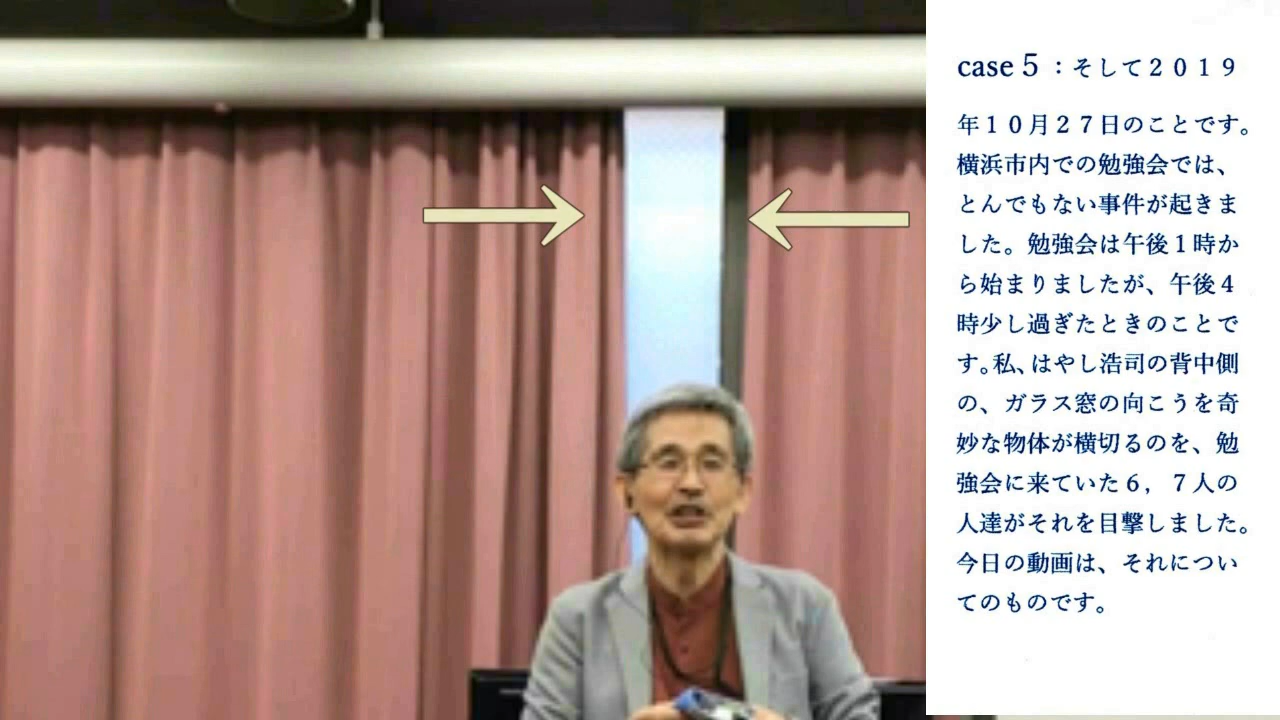 case５：そして２０１９
年１０月２７日のことです。
横浜市内での勉強会では、
とんでもない事件が起きま
した。勉強会は午後１時か
ら始まりましたが、午後４
時少し過ぎたときのことで
す。私、はやし浩司の背中側
の、ガラス窓の向こうを奇
妙な物体が横切るのを、勉
強会に来ていた６，７人の
人達がそれを目撃しました。
今日の動画は、それについ
てのものです。